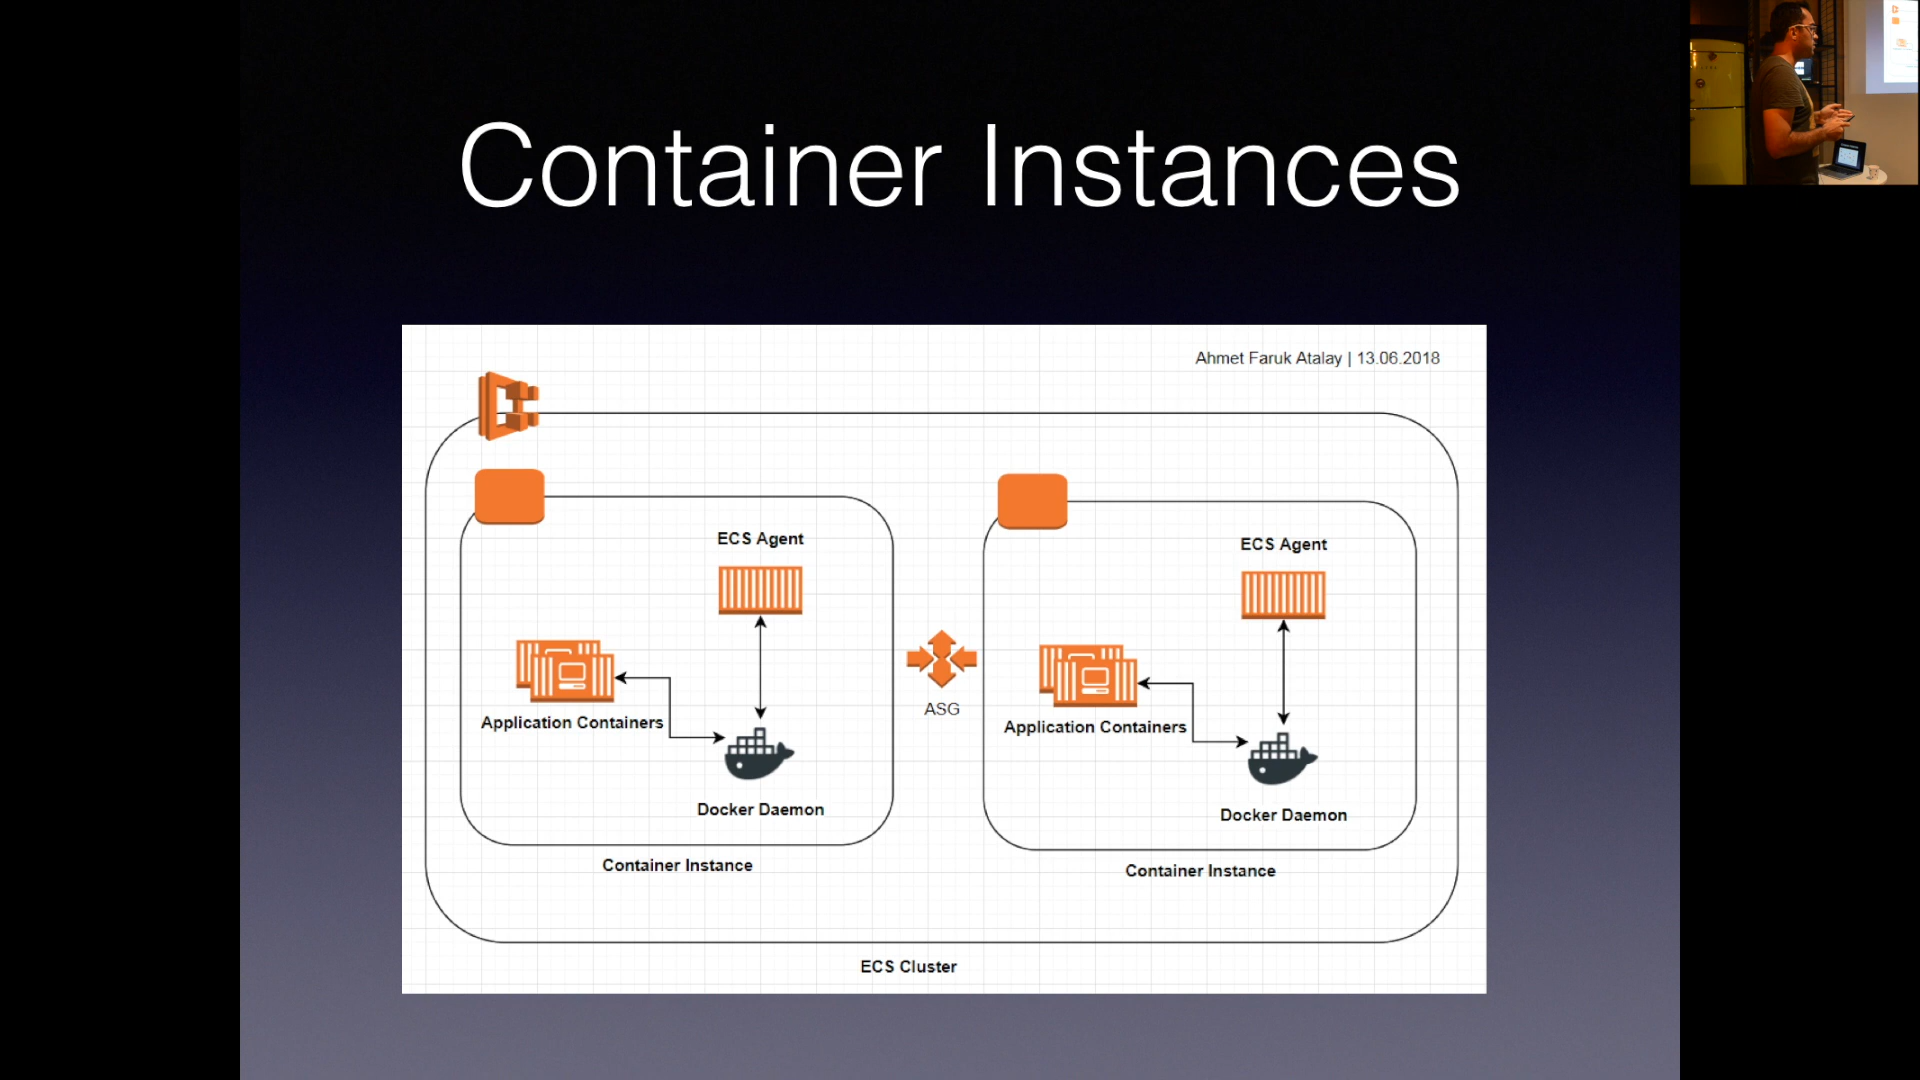 Container Instances
Ahmet Faruk Atalay | 13.06.2018
ECS Agent
ECS Agent
Application Containers
Application Containers
ASG
Docker Daemon
Docker Daemon
Container Instance
Container Instance
ECS Cluster